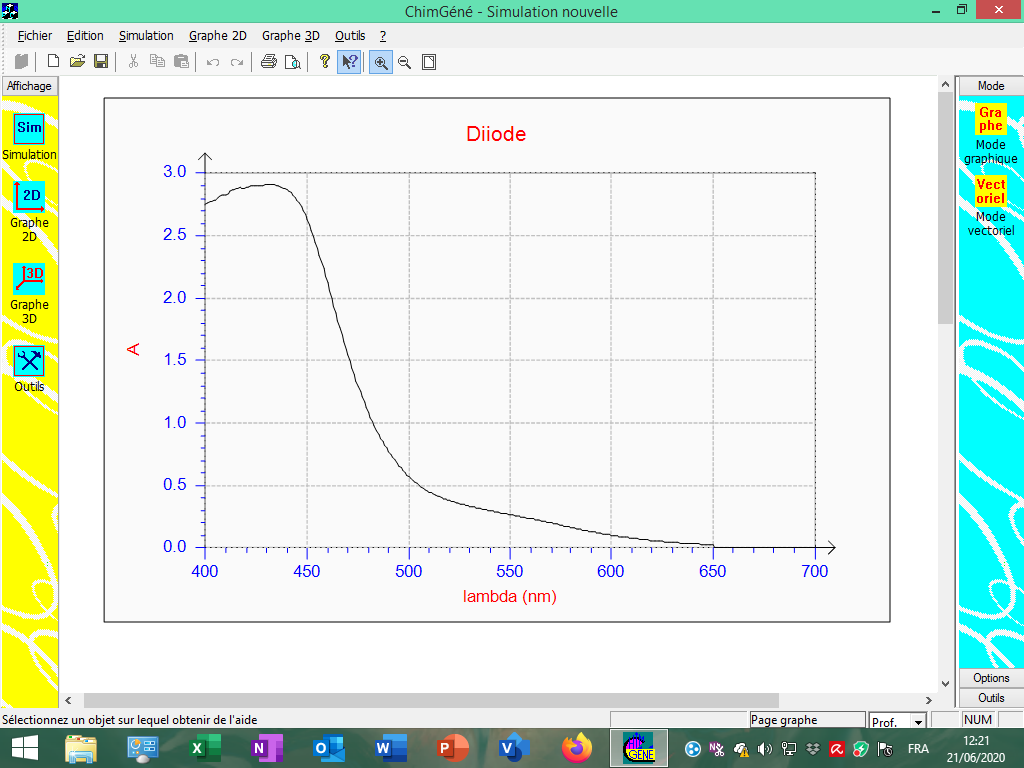 ChimGéné - Simulation nouvelle
Fichier Edition Simulation Graphe 2D Graphe 3D Outils ?
Affichage
Sim
Simulation
2D
Graphe
2D
3D
Graphe
3D
Outils
Diiode
3.0
2.5
2.0
1.5
1.0
0.5
0.0
A
400 450 500 550 600 650 700
lambda (nm)
Mode
Gra
phe
Mode
graphique
Vect
oriel
Mode
vectoriel
Options
Outils
Sélectionnez un objet sur lequel obtenir de l'aide
Page graphe
Prof.
NUM
GENE
FRA
12:21
21/06/2020